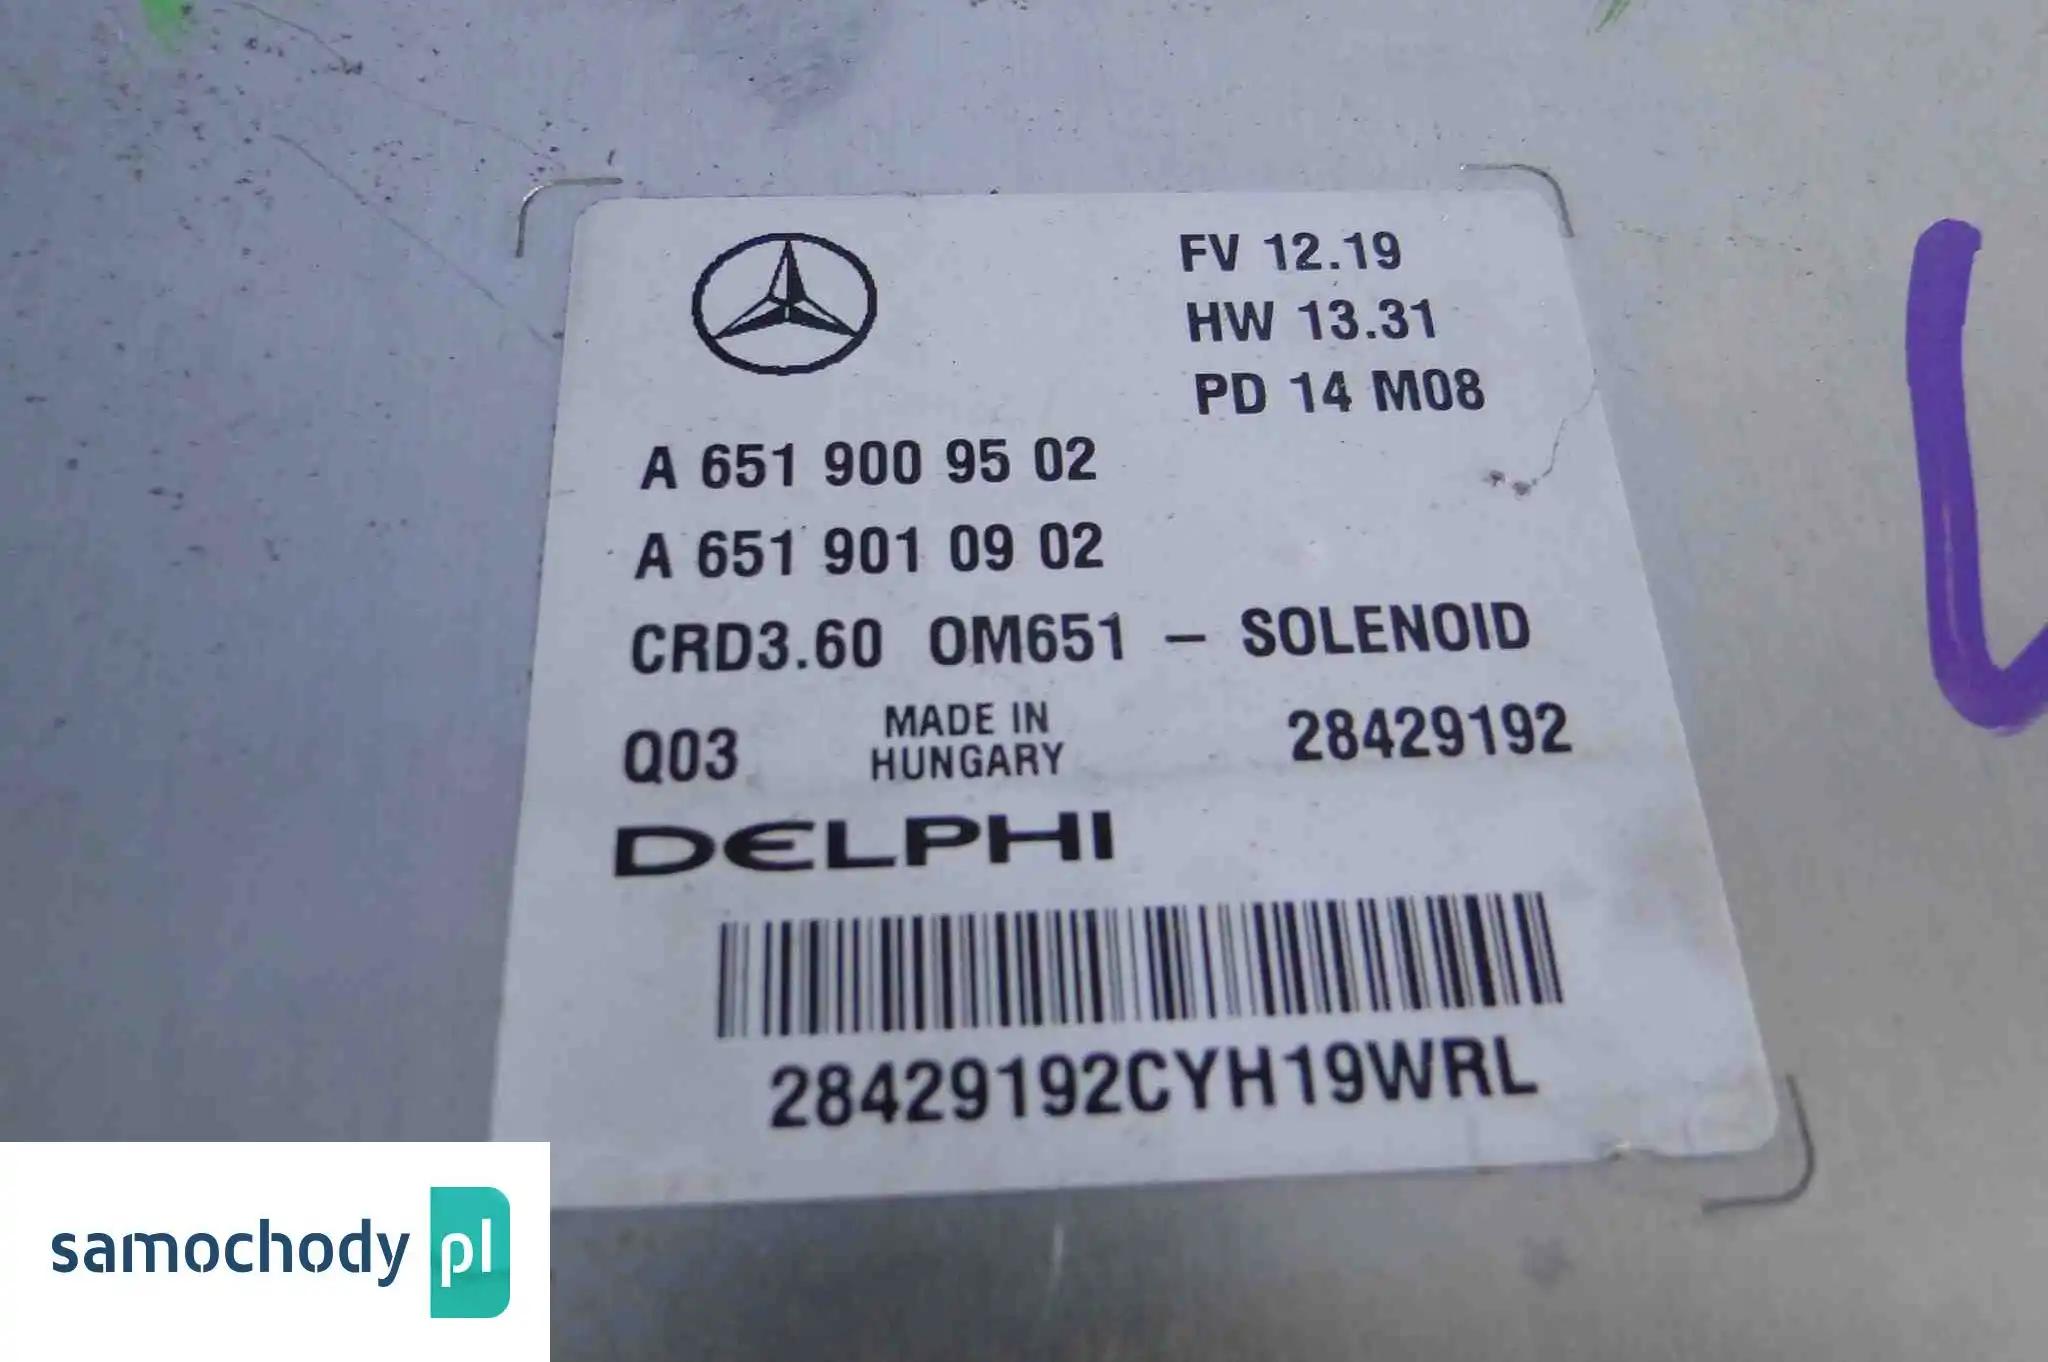 FV 12.19
HW 13.31
PD 14 M08
A 651 900 95 02
A 651 901 09 02
CRD3.60 OM651 – SOLENOID
Q03
MADE IN
HUNGARY
28429192
DELPHI
28429192CYH19WRL
samochody pl